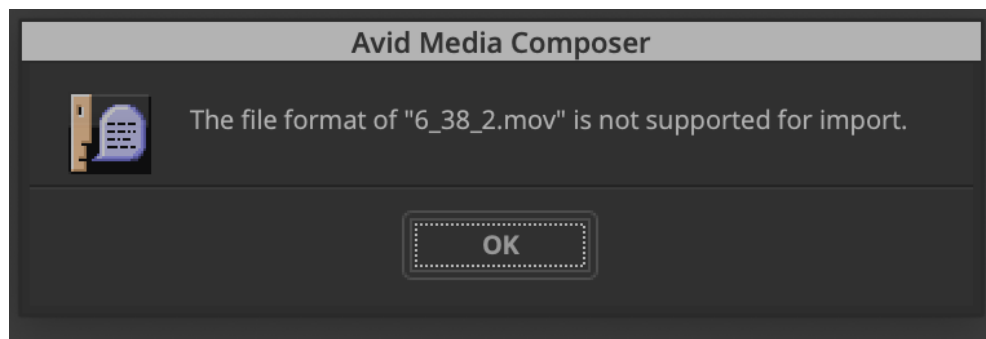 Avid Media Composer
The file format of "6_38_2.mov" is not supported for import.
OK